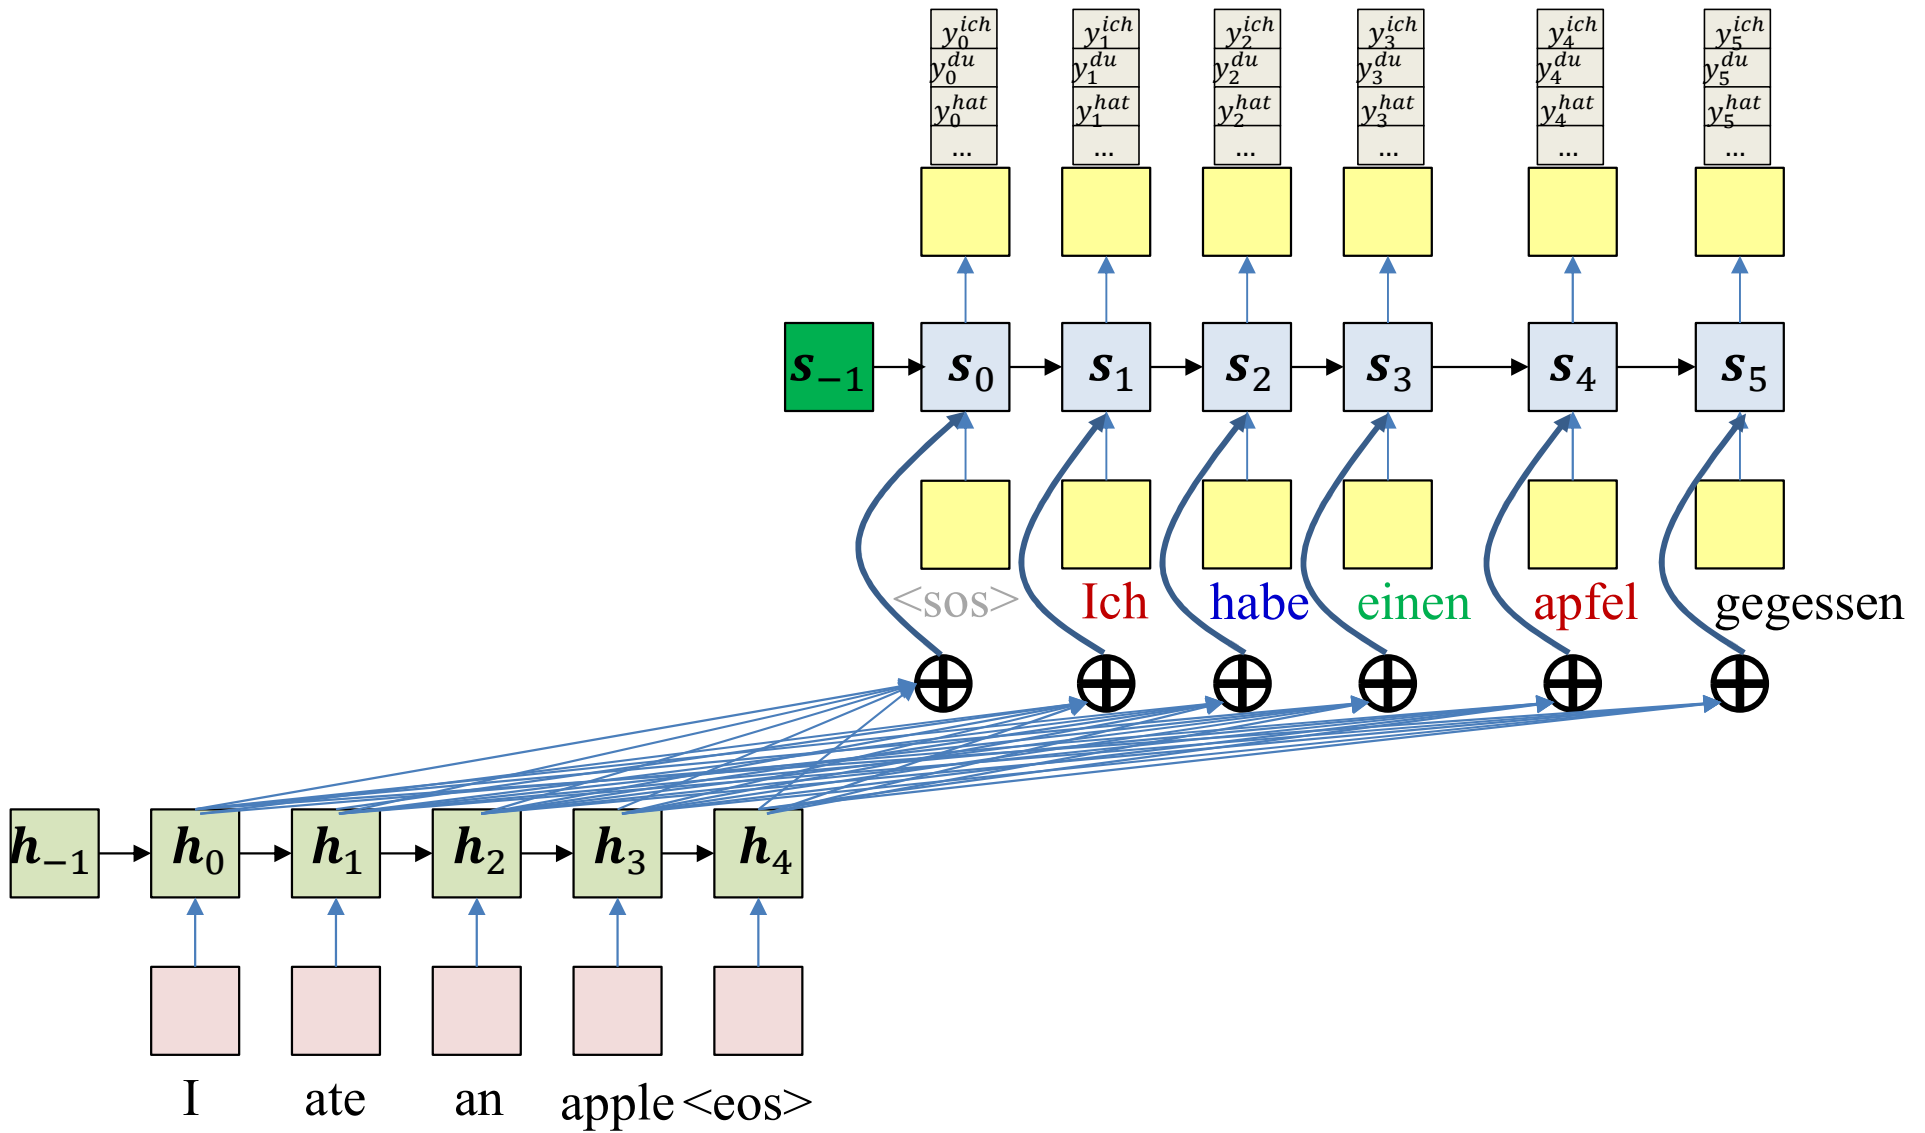 y_0^{ich} y_1^{ich} y_2^{ich} y_3^{ich} y_4^{ich} y_5^{ich}
y_0^{du} y_1^{du} y_2^{du} y_3^{du} y_4^{du} y_5^{du}
y_0^{hat} y_1^{hat} y_2^{hat} y_3^{hat} y_4^{hat} y_5^{hat}
... ... ... ... ... ...
s_{−1} s_0 s_1 s_2 s_3 s_4 s_5
<sos> Ich habe einen apfel gegessen
h_{−1} h_0 h_1 h_2 h_3 h_4
I ate an apple <eos>